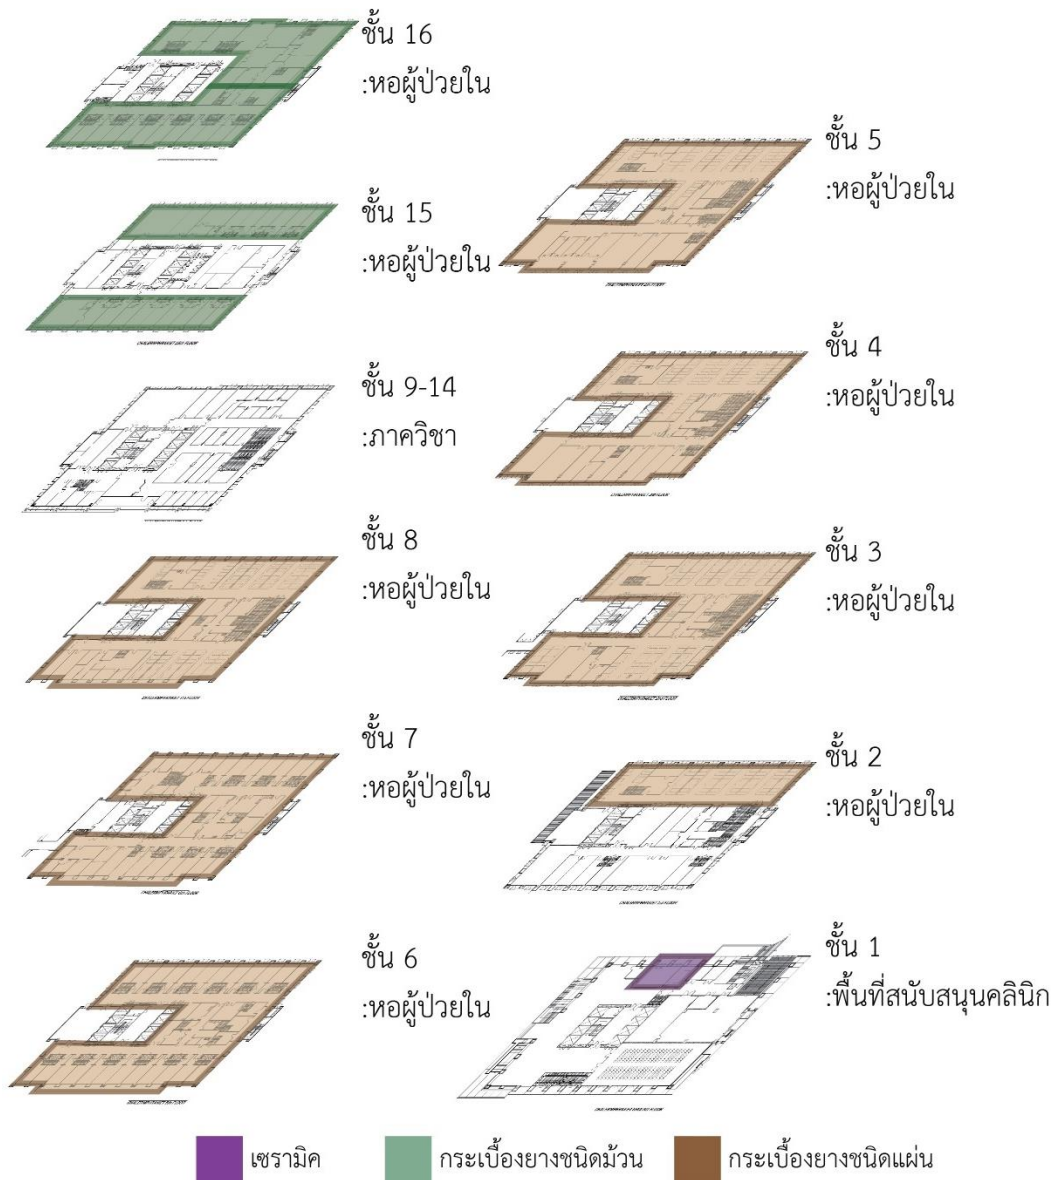 ชั้น 16
:หอผู้ป่วยใน
ชั้น 15
:หอผู้ป่วยใน
ชั้น 9-14
:ภาควิชา
ชั้น 8
:หอผู้ป่วยใน
ชั้น 7
:หอผู้ป่วยใน
ชั้น 6
:หอผู้ป่วยใน
ชั้น 5
:หอผู้ป่วยใน
ชั้น 4
:หอผู้ป่วยใน
ชั้น 3
:หอผู้ป่วยใน
ชั้น 2
:หอผู้ป่วยใน
ชั้น 1
:พื้นที่สนับสนุนคลินิก
เซรามิค กระเบื้องยางชนิดม้วน กระเบื้องยางชนิดแผ่น